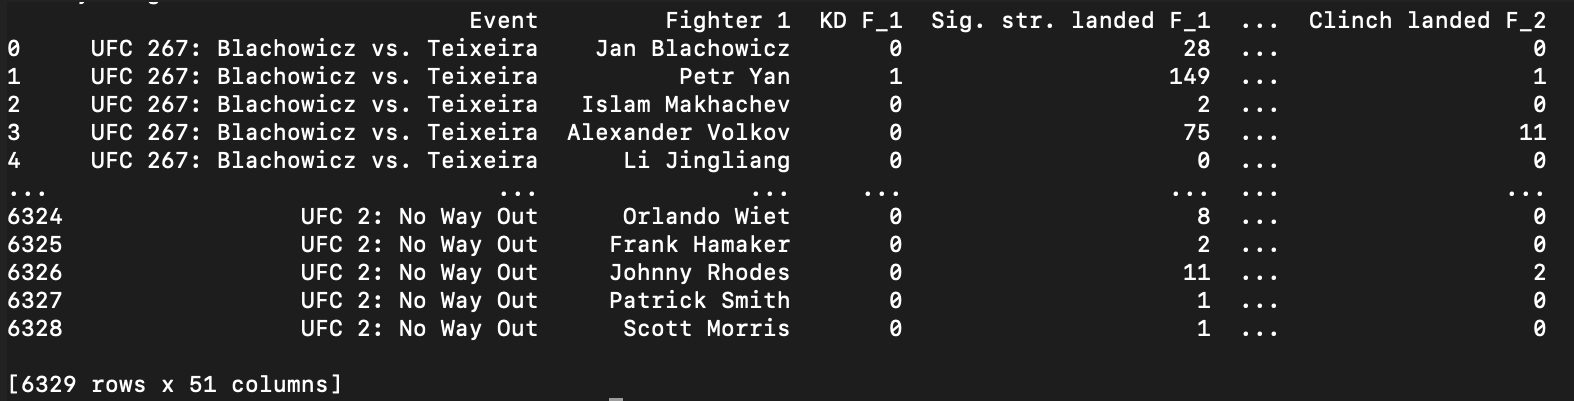 Event Fighter 1 KD F_1 Sig. str. landed F_1 ... Clinch landed F_2
0 UFC 267: Blachowicz vs. Teixeira Jan Blachowicz 0 28 ... 0
1 UFC 267: Blachowicz vs. Teixeira Petr Yan 1 149 ... 1
2 UFC 267: Blachowicz vs. Teixeira Islam Makhachev 0 2 ... 0
3 UFC 267: Blachowicz vs. Teixeira Alexander Volkov 0 75 ... 11
4 UFC 267: Blachowicz vs. Teixeira Li Jingliang 0 0 ... 0
... ... ... ... ... ... ...
6324 UFC 2: No Way Out Orlando Wiet 0 8 ... 0
6325 UFC 2: No Way Out Frank Hamaker 0 2 ... 0
6326 UFC 2: No Way Out Johnny Rhodes 0 11 ... 2
6327 UFC 2: No Way Out Patrick Smith 0 1 ... 0
6328 UFC 2: No Way Out Scott Morris 0 1 ... 0
[6329 rows x 51 columns]